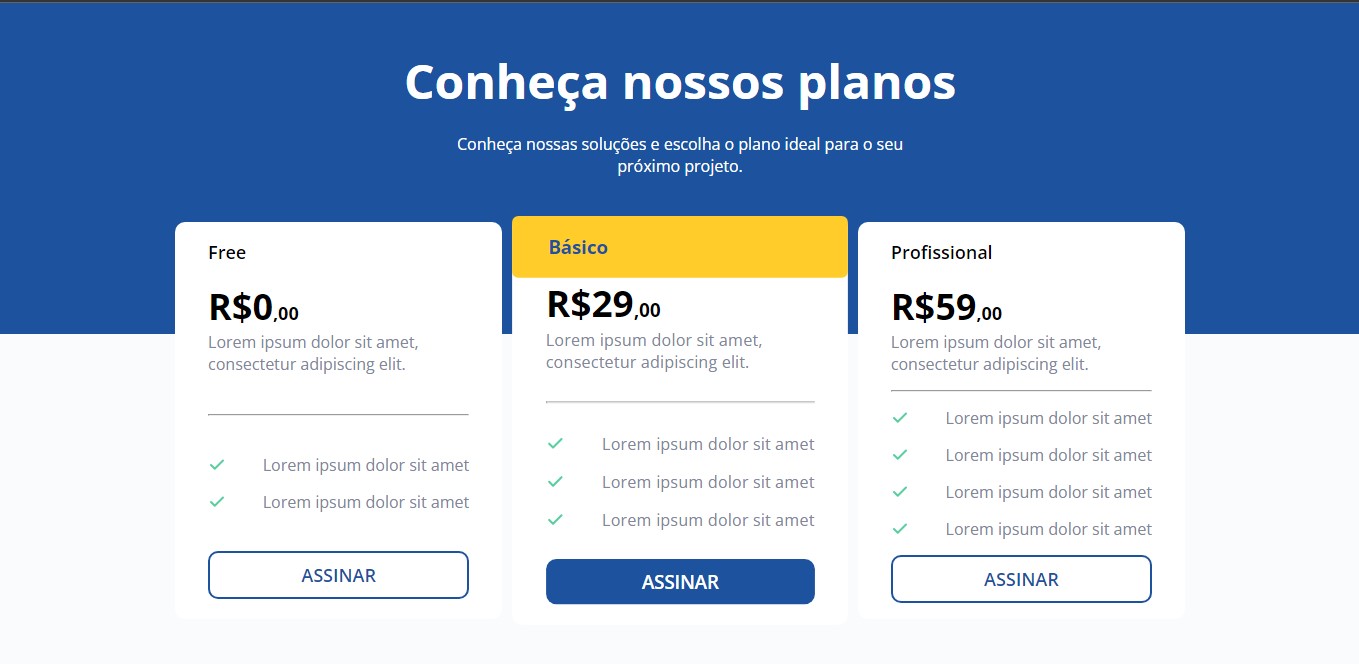 Conheça nossos planos
Conheça nossas soluções e escolha o plano ideal para o seu
próximo projeto.
Free
R$0,00
Lorem ipsum dolor sit amet,
consectetur adipiscing elit.
Lorem ipsum dolor sit amet
Lorem ipsum dolor sit amet
ASSINAR
Básico
R$29,00
Lorem ipsum dolor sit amet,
consectetur adipiscing elit.
Lorem ipsum dolor sit amet
Lorem ipsum dolor sit amet
Lorem ipsum dolor sit amet
ASSINAR
Profissional
R$59,00
Lorem ipsum dolor sit amet,
consectetur adipiscing elit.
Lorem ipsum dolor sit amet
Lorem ipsum dolor sit amet
Lorem ipsum dolor sit amet
Lorem ipsum dolor sit amet
ASSINAR